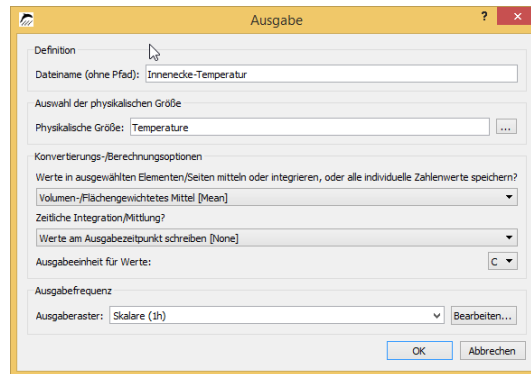 Ausgabe
?
Definition
Dateiname (ohne Pfad): Innenecke-Temperatur
Auswahl der physikalischen Größe
Physikalische Größe: Temperature ...
Konvertierungs-/Berechnungsoptionen
Werte in ausgewählten Elementen/Seiten mitteln oder integrieren, oder alle individuelle Zahlenwerte speichern?
Volumen-/Flächengewichtetes Mittel [Mean]
Zeitliche Integration/Mittlung?
Werte am Ausgabezeitpunkt schreiben [None]
Ausgabeeinheit für Werte: C
Ausgabefrequenz
Ausgaberaster: Skalare (1h) Bearbeiten...
OK Abbrechen